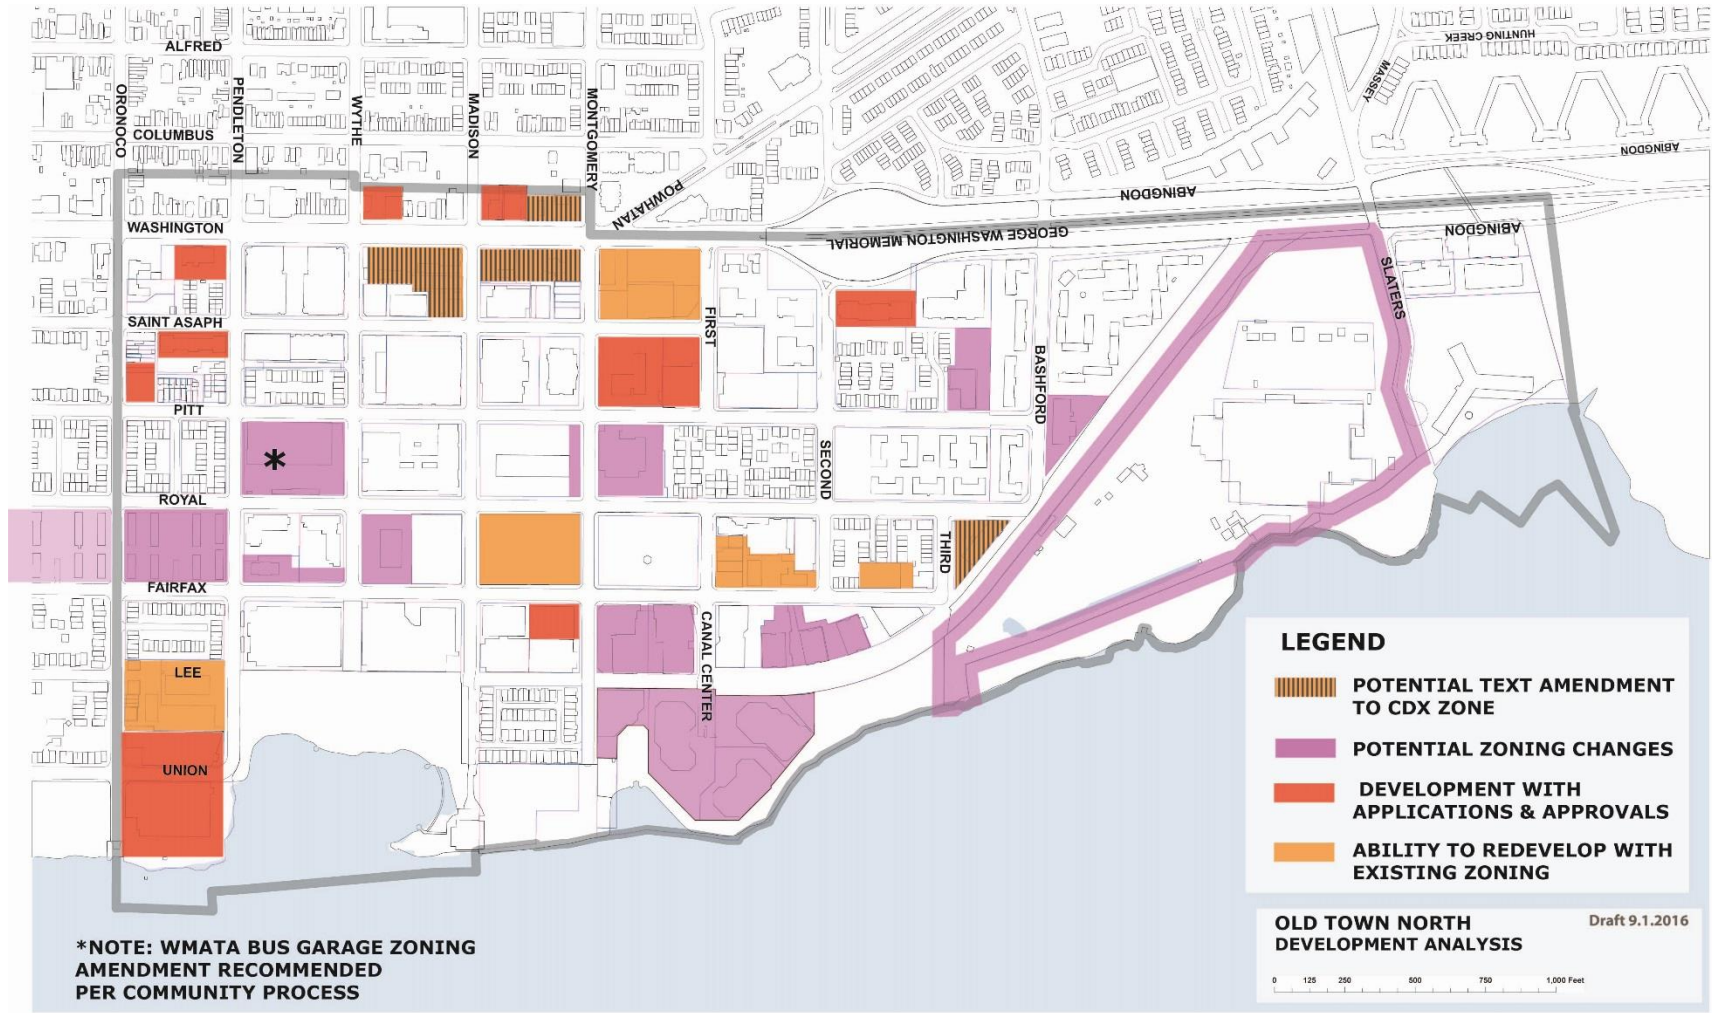 ALFRED
HUNTING CREEK
MASSEY
ORONOCO
PENDLETON
WYTHE
MADISON
MONTGOMERY
COLUMBUS
ABINGDON
POWHATAN
ABINGDON
WASHINGTON
GEORGE WASHINGTON MEMORIAL
ABINGDON
SLATERS
SAINT ASAPH
FIRST
BASHFORD
PITT
*
SECOND
ROYAL
THIRD
FAIRFAX
CANAL CENTER
LEE
UNION
LEGEND
POTENTIAL TEXT AMENDMENT
TO CDX ZONE
POTENTIAL ZONING CHANGES
DEVELOPMENT WITH
APPLICATIONS & APPROVALS
ABILITY TO REDEVELOP WITH
EXISTING ZONING
OLD TOWN NORTH
DEVELOPMENT ANALYSIS
Draft 9.1.2016
0 125 250 500 750 1,000 Feet
*NOTE: WMATA BUS GARAGE ZONING
AMENDMENT RECOMMENDED
PER COMMUNITY PROCESS